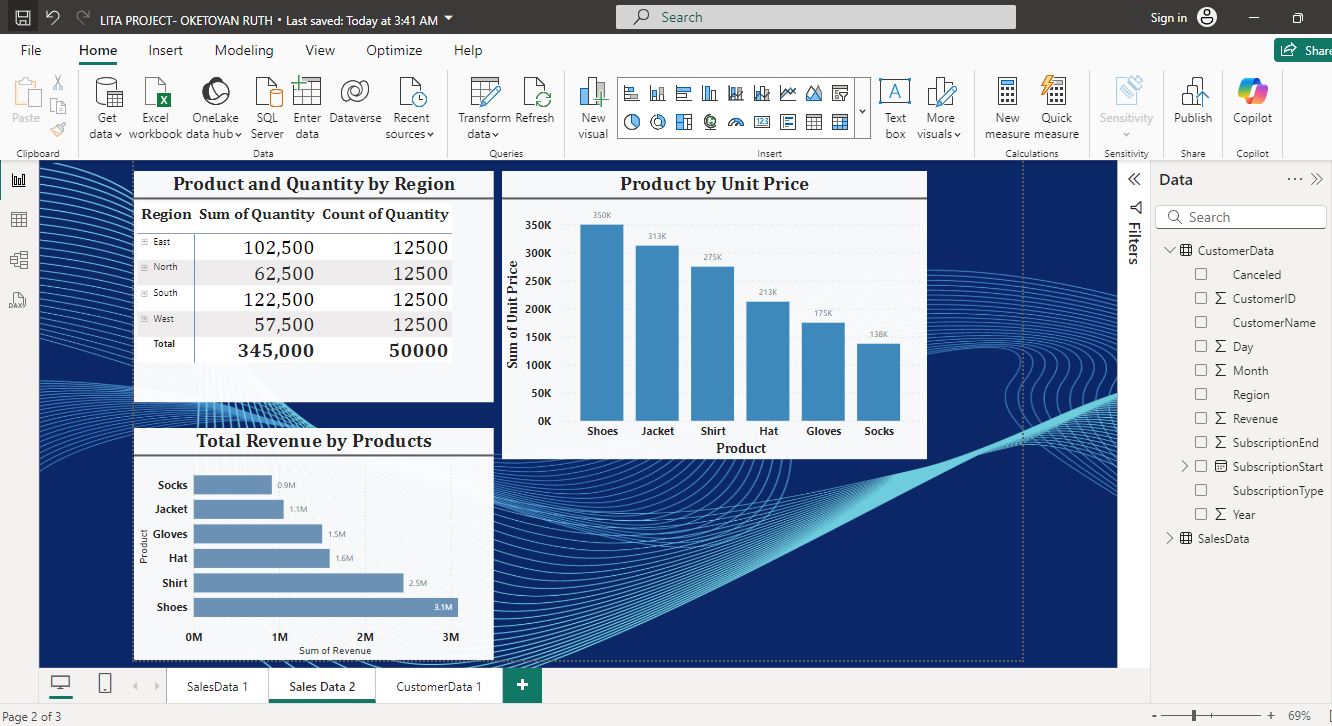 LITA PROJECT- OKETOYAN RUTH • Last saved: Today at 3:41 AM
Search
Sign in
File Home Insert Modeling View Optimize Help
Share
Paste
Get data
Excel workbook
OneLake data hub
SQL Server
Enter data
Dataverse
Recent sources
Transform data
Refresh
New visual
123
A
Text box
More visuals
New measure
Quick measure
Sensitivity
Publish
Copilot
Clipboard Data Queries Insert Calculations Sensitivity Share Copilot
Product and Quantity by Region
Region Sum of Quantity Count of Quantity
East 102,500 12500
North 62,500 12500
South 122,500 12500
West 57,500 12500
Total 345,000 50000
Product by Unit Price
Sum of Unit Price
350K
300K
250K
200K
150K
100K
50K
0K
350K
313K
275K
213K
175K
138K
Shoes Jacket Shirt Hat Gloves Socks
Product
Total Revenue by Products
Product
Socks 0.9M
Jacket 1.1M
Gloves 1.5M
Hat 1.6M
Shirt 2.5M
Shoes 3.1M
0M 1M 2M 3M
Sum of Revenue
Filters
Data
Search
CustomerData
Canceled
CustomerID
CustomerName
Day
Month
Region
Revenue
SubscriptionEnd
SubscriptionStart
SubscriptionType
Year
SalesData
DAX
SalesData 1
Sales Data 2
CustomerData 1
Page 2 of 3
69%